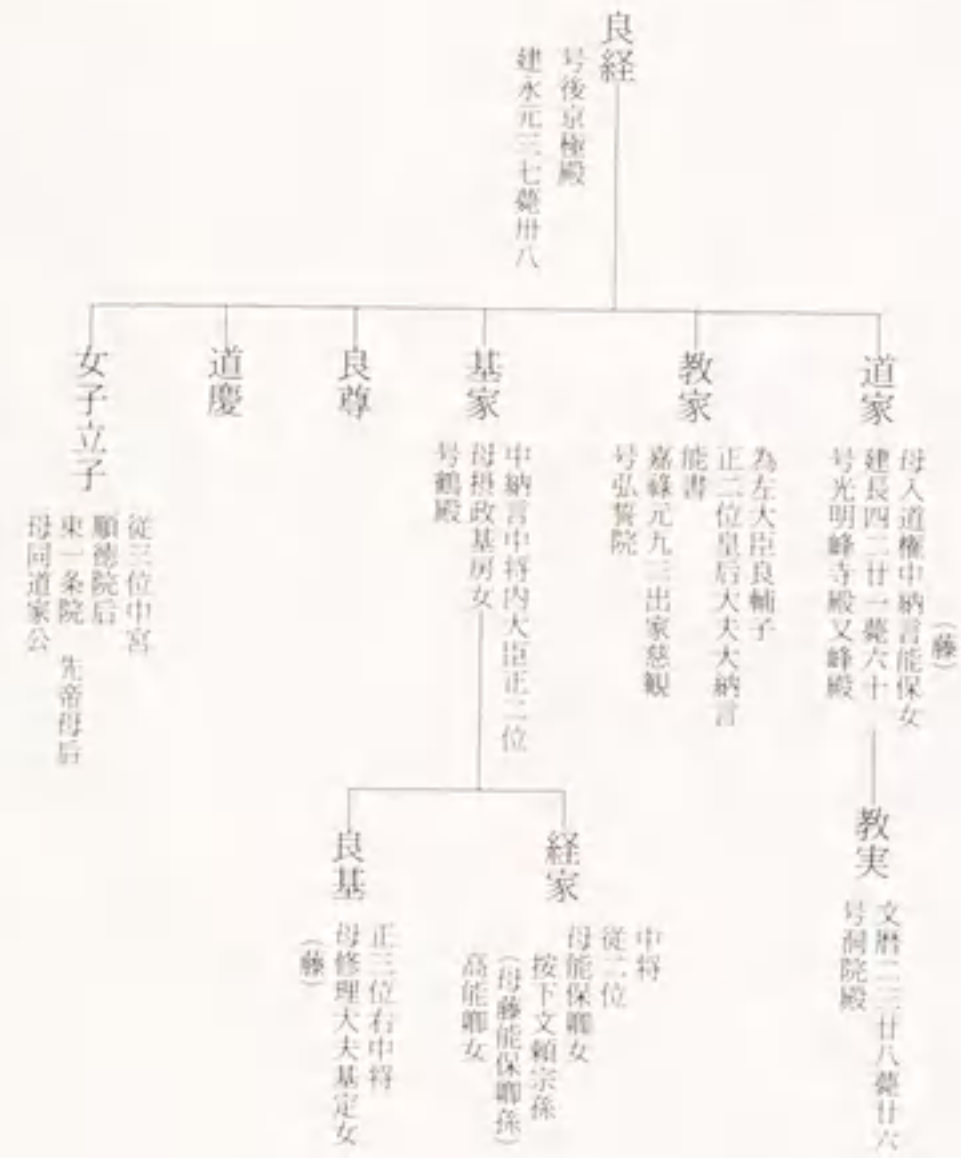 良経
号後京極殿
建永元三七薨卅八
道家
母入道権中納言能保女
(藤)
建長四二廿一薨六十
号光明峰寺殿又峰殿
教実
文暦二三廿八薨廿六
号洞院殿
教家
為左大臣良輔子
正二位皇后大夫大納言
能書
嘉禄元九二出家慈観
号弘誓院
基家
中納言中将内大臣正二位
母摂政基房女
号鶴殿
経家
中将
従二位
母能保卿女
按下文頼宗孫
(母藤能保卿孫)
高能卿女
良基
正三位右中将
母修理大夫基定女
(藤)
良尊
道慶
女子立子
従三位中宮
順徳院后
東一条院 先帝母后
母同道家公